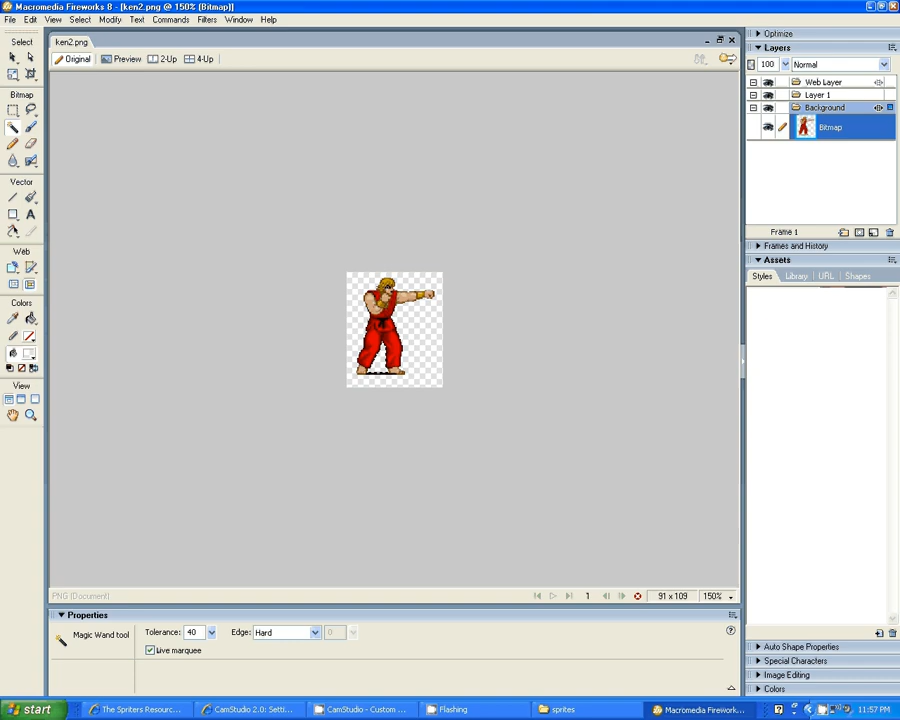 Macromedia Fireworks 8 - [ken2.png @ 150% (Bitmap)]
File Edit View Select Modify Text Commands Filters Window Help
Select
Bitmap
Vector
Web
Colors
View
ken2.png
Original Preview 2-Up 4-Up
PNG (Document)
1 91 x 109 150%
Properties
Magic Wand tool
Tolerance: 40 Edge: Hard 0
Live marquee
Optimize
Layers
100 Normal
Web Layer
Layer 1
Background
Bitmap
Frame 1
Frames and History
Assets
Styles Library URL Shapes
Auto Shape Properties
Special Characters
Image Editing
Colors
start The Spriters Resourc... CamStudio 2.0: Setti... CamStudio - Custom ... Flashing sprites Macromedia Firework... 11:57 PM